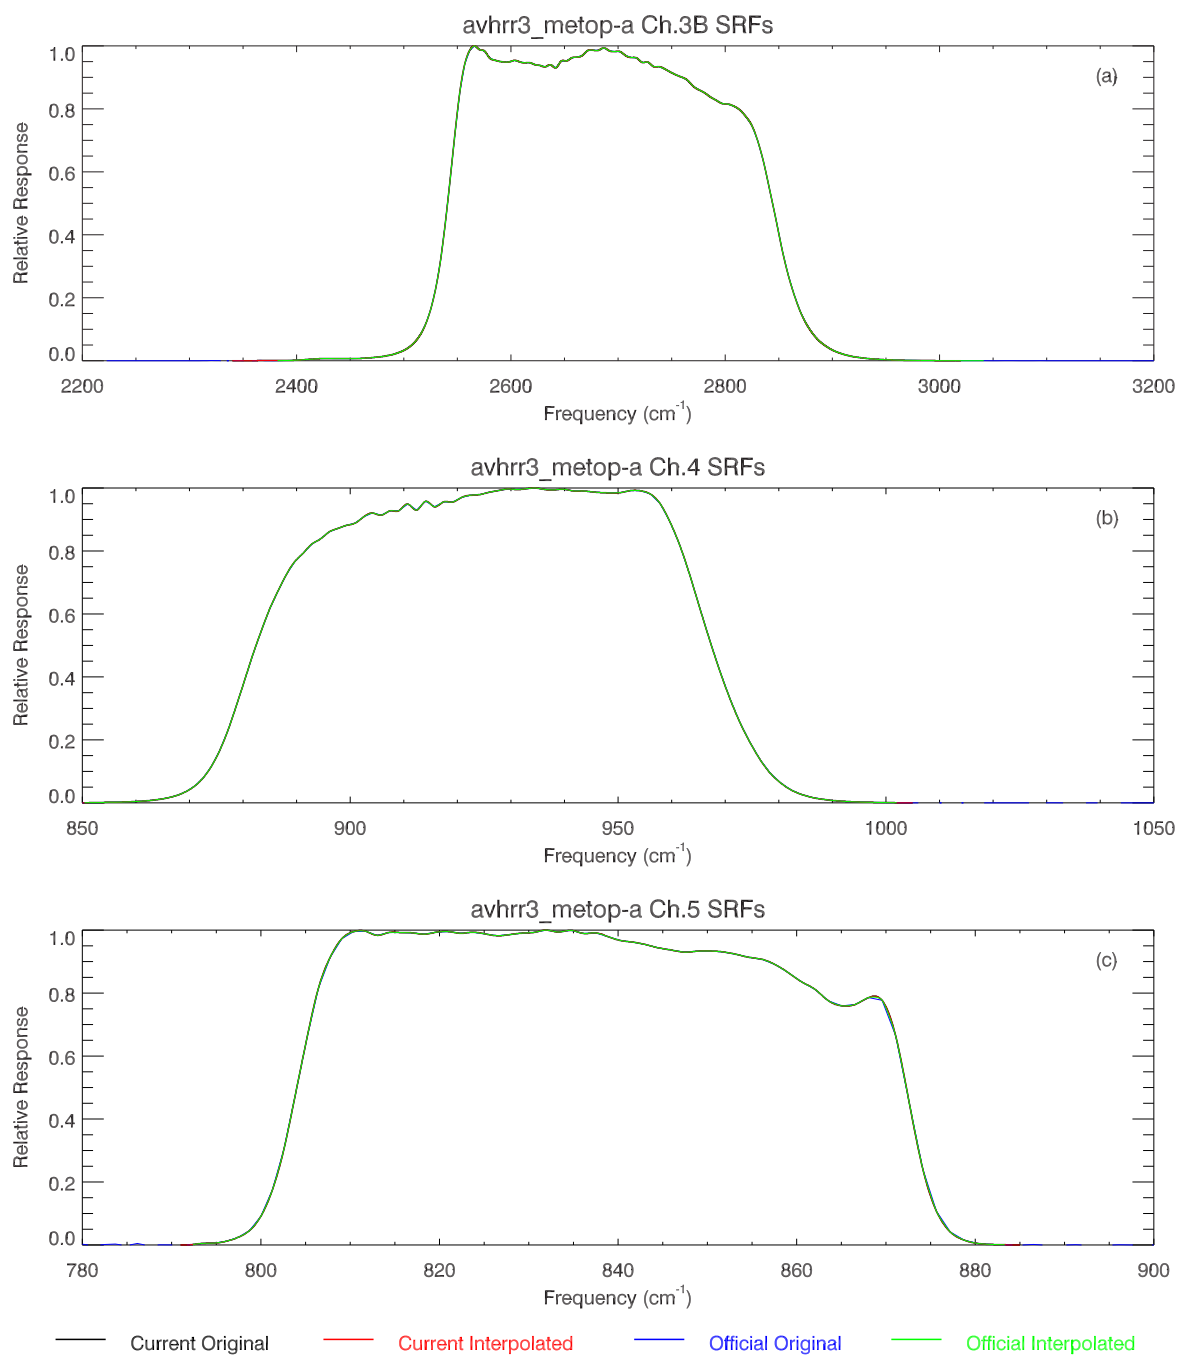 avhrr3_metop-a Ch.3B SRFs
(a)
1.0
0.8
0.6
0.4
0.2
0.0
Relative Response
2200 2400 2600 2800 3000 3200
Frequency (cm⁻¹)
avhrr3_metop-a Ch.4 SRFs
(b)
1.0
0.8
0.6
0.4
0.2
0.0
Relative Response
850 900 950 1000 1050
Frequency (cm⁻¹)
avhrr3_metop-a Ch.5 SRFs
(c)
1.0
0.8
0.6
0.4
0.2
0.0
Relative Response
780 800 820 840 860 880 900
Frequency (cm⁻¹)
Current Original Current Interpolated Official Original Official Interpolated